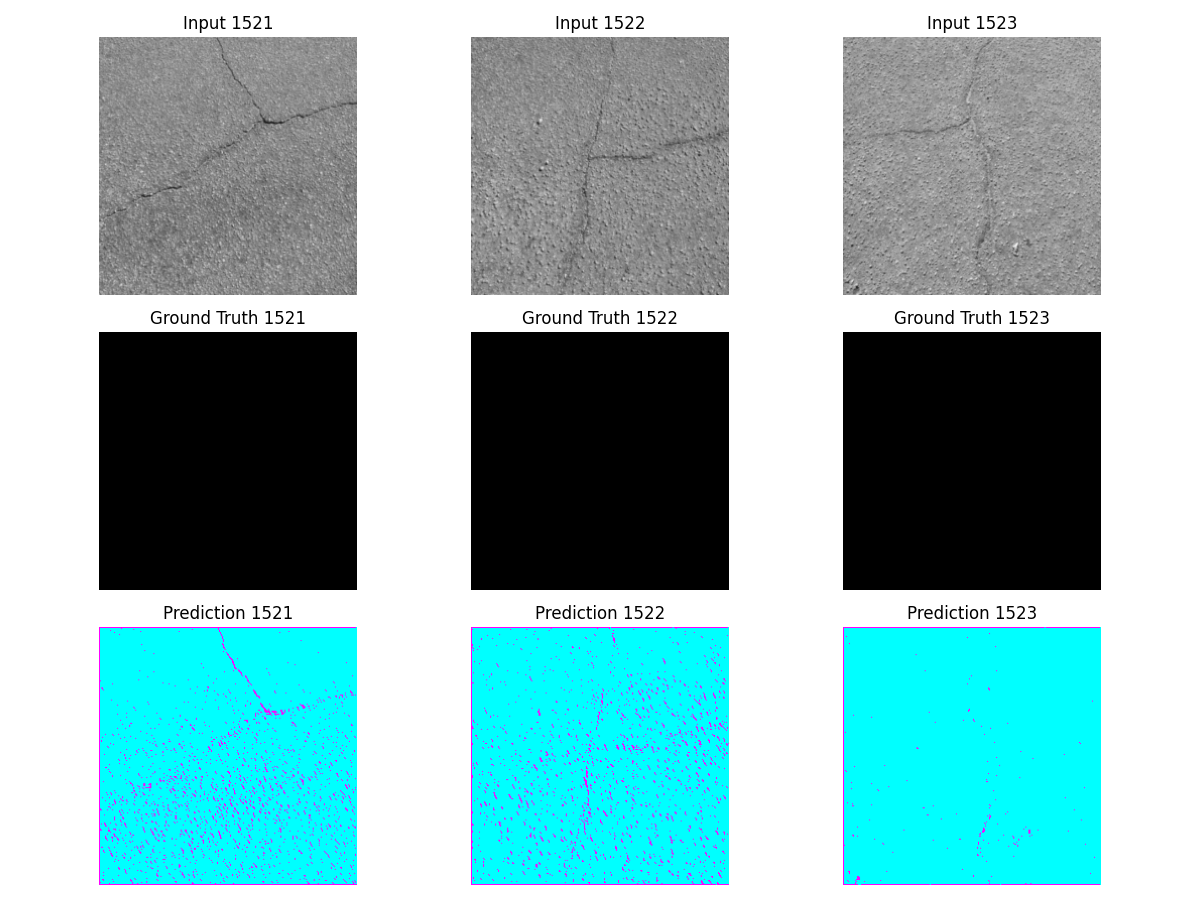 Input 1521
Input 1522
Input 1523
Ground Truth 1521
Ground Truth 1522
Ground Truth 1523
Prediction 1521
Prediction 1522
Prediction 1523